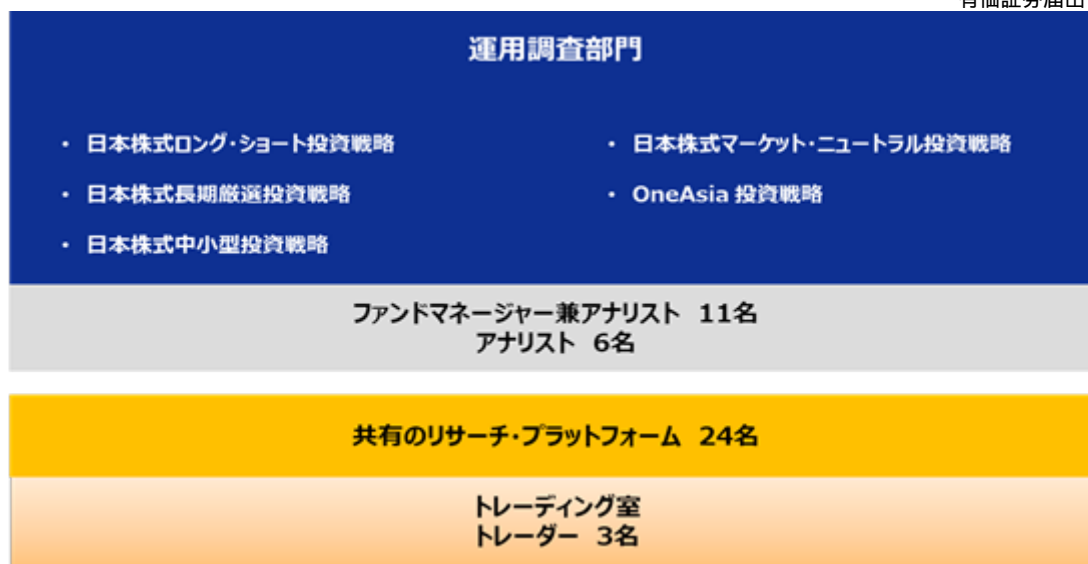 有価証券届出
運用調査部門
・ 日本株式ロング・ショート投資戦略
・ 日本株式マーケット・ニュートラル投資戦略
・ 日本株式長期厳選投資戦略
・ OneAsia 投資戦略
・ 日本株式中小型投資戦略
ファンドマネージャー兼アナリスト 11名
アナリスト 6名
共有のリサーチ・プラットフォーム 24名
トレーディング室
トレーダー 3名